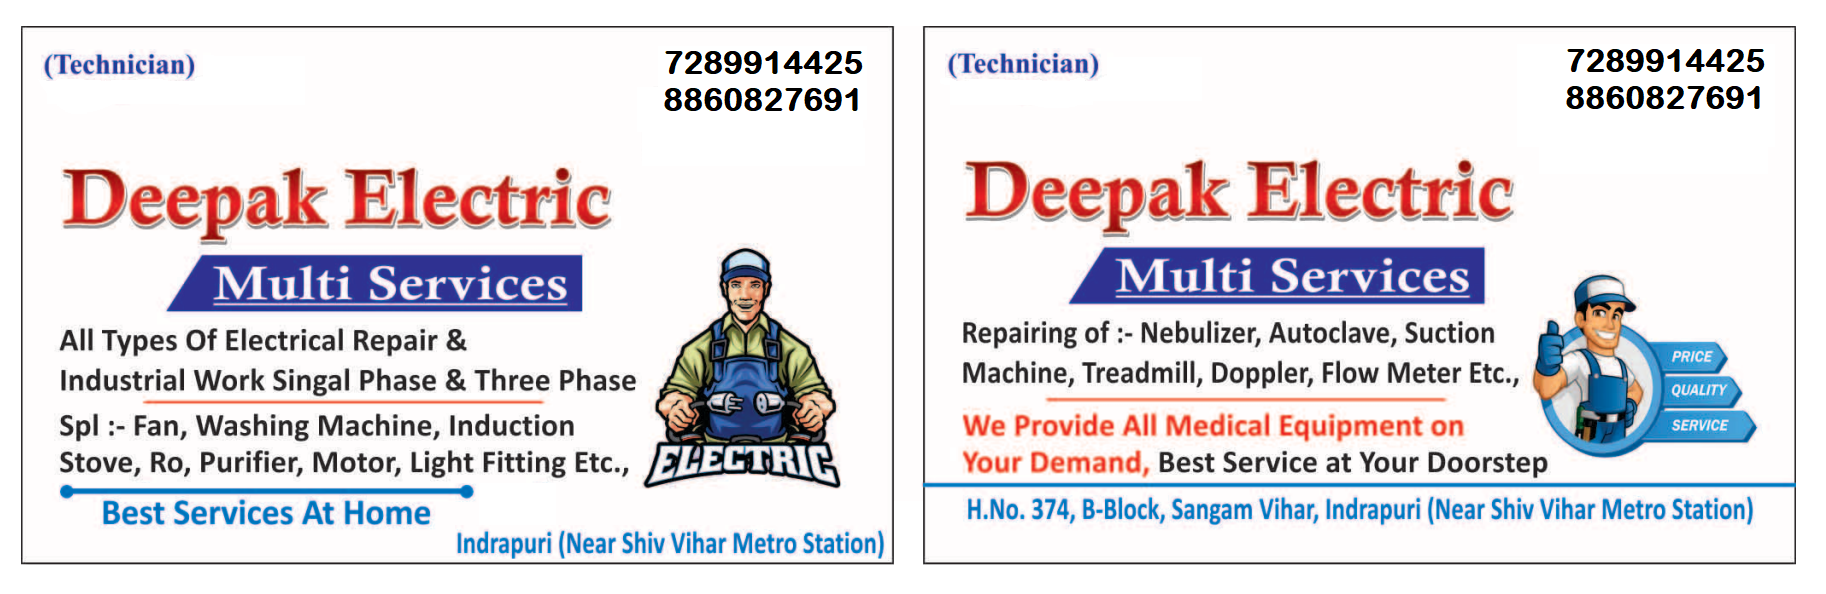 (Technician)
7289914425
8860827691
Deepak Electric
Multi Services
All Types Of Electrical Repair &
Industrial Work Singal Phase & Three Phase
Spl :- Fan, Washing Machine, Induction
Stove, Ro, Purifier, Motor, Light Fitting Etc.,
ELECTRIC
Best Services At Home
Indrapuri (Near Shiv Vihar Metro Station)
(Technician)
7289914425
8860827691
Deepak Electric
Multi Services
Repairing of :- Nebulizer, Autoclave, Suction
Machine, Treadmill, Doppler, Flow Meter Etc.,
PRICE
QUALITY
SERVICE
We Provide All Medical Equipment on
Your Demand, Best Service at Your Doorstep
H.No. 374, B-Block, Sangam Vihar, Indrapuri (Near Shiv Vihar Metro Station)